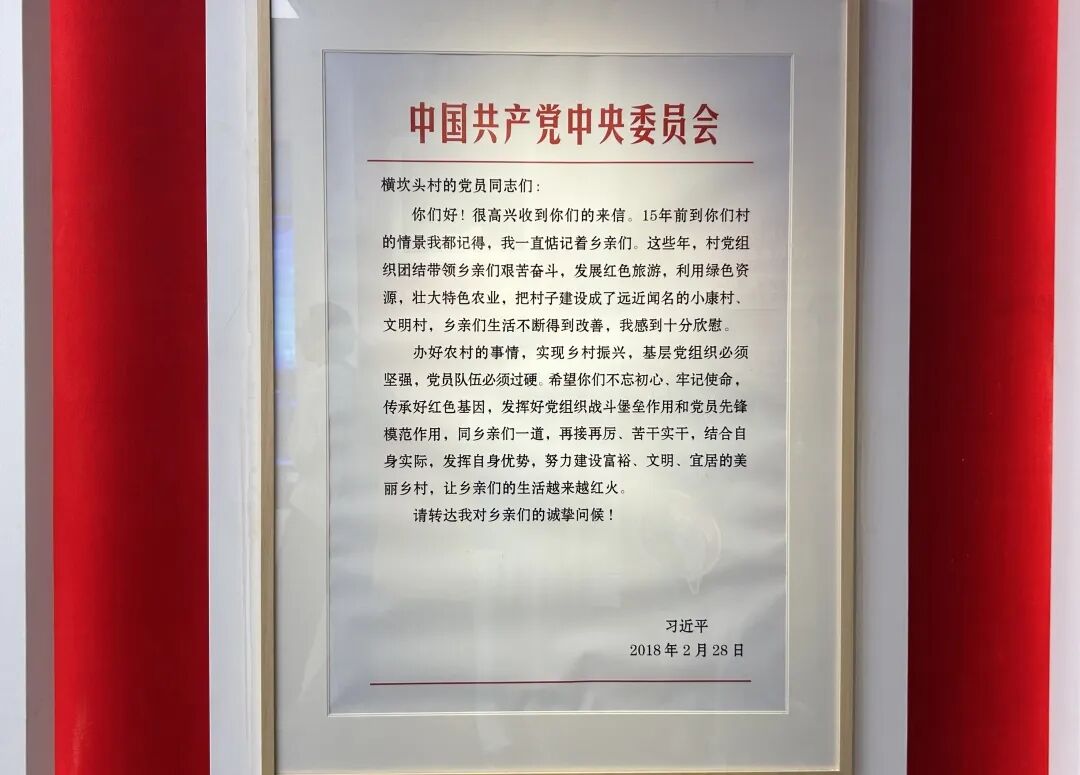 中国共产党中央委员会
横坎头村的党员同志们：
你们好！很高兴收到你们的来信。15年前到你们村
的情景我都记得，我一直惦记着乡亲们。这些年，村党组
织团结带领乡亲们艰苦奋斗，发展红色旅游，利用绿色资
源，壮大特色农业，把村子建设成了远近闻名的小康村、
文明村，乡亲们生活不断得到改善，我感到十分欣慰。
办好农村的事情，实现乡村振兴，基层党组织必须
坚强，党员队伍必须过硬。希望你们不忘初心、牢记使命，
传承好红色基因，发挥好党组织战斗堡垒作用和党员先锋
模范作用，同乡亲们一道，再接再厉、苦干实干，结合自
身实际，发挥自身优势，努力建设富裕、文明、宜居的美
丽乡村，让乡亲们的生活越来越红火。
请转达我对乡亲们的诚挚问候！
习近平
2018年2月28日